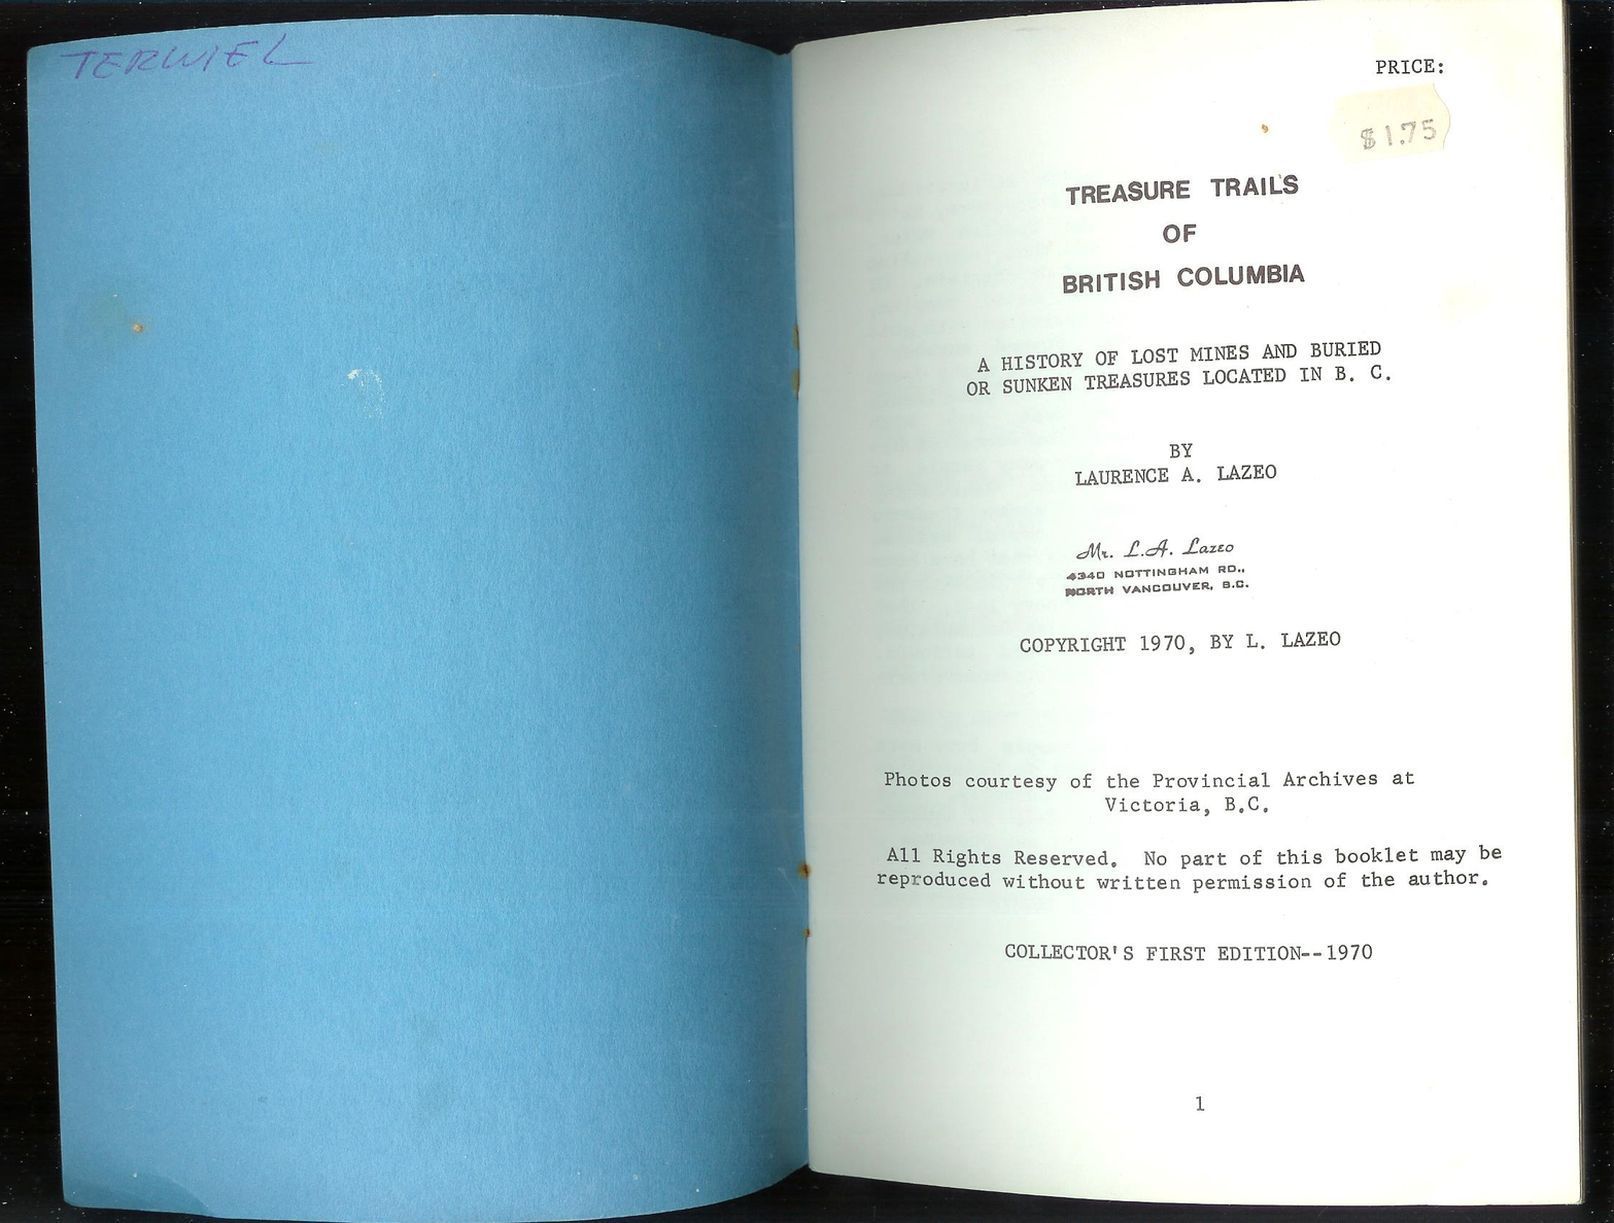 TERWIEL
PRICE:
$1.75
TREASURE TRAILS
OF
BRITISH COLUMBIA
A HISTORY OF LOST MINES AND BURIED
OR SUNKEN TREASURES LOCATED IN B. C.
BY
LAURENCE A. LAZEO
Mr. L.A. Lazeo
4340 NOTTINGHAM RD.,
NORTH VANCOUVER, B.C.
COPYRIGHT 1970, BY L. LAZEO
Photos courtesy of the Provincial Archives at
Victoria, B.C.
All Rights Reserved. No part of this booklet may be
reproduced without written permission of the author.
COLLECTOR'S FIRST EDITION--1970
1